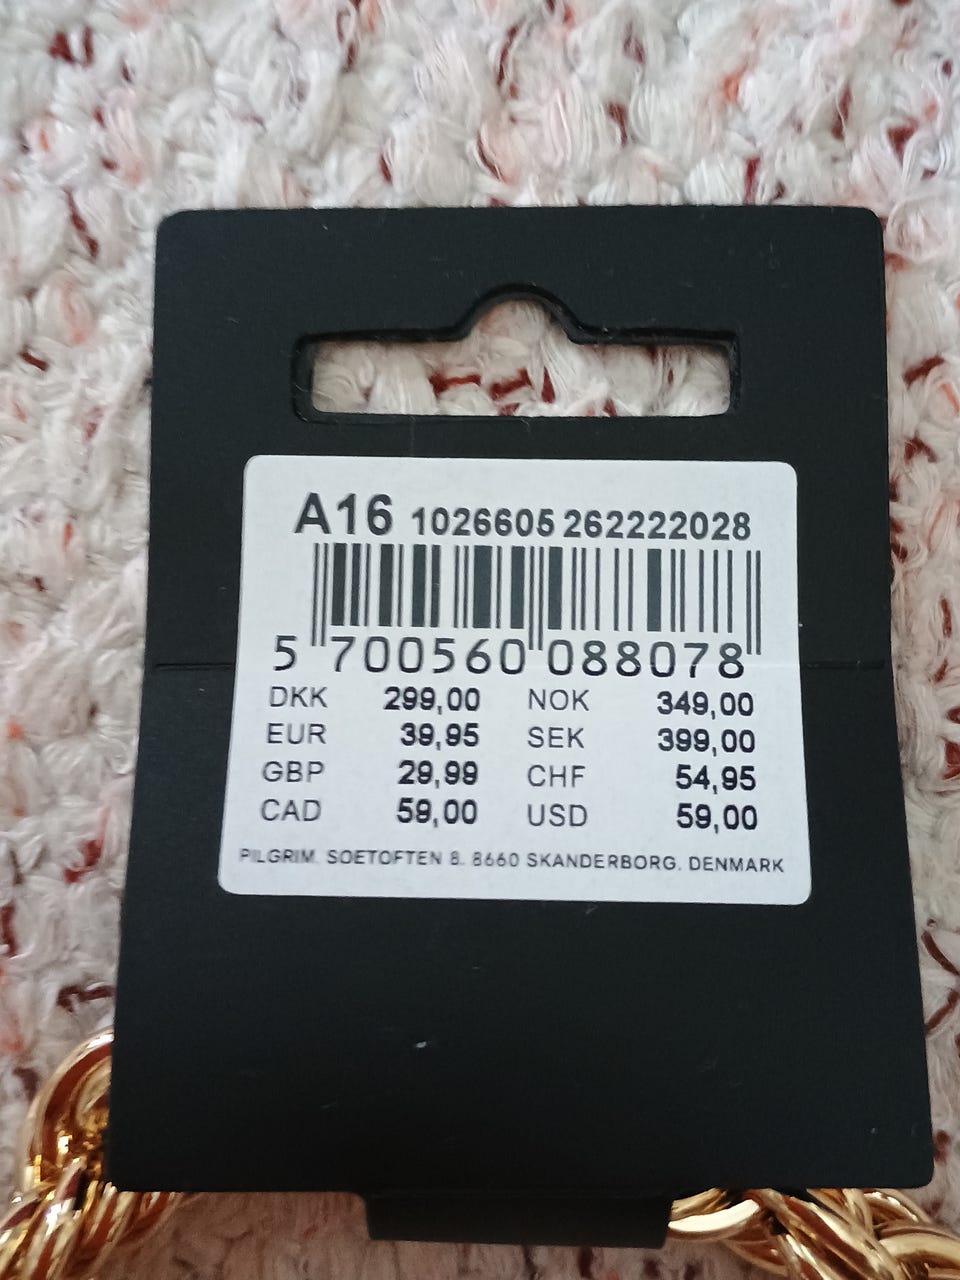 A16 1026605 262222028
5 700560 088078
DKK 299,00 NOK 349,00
EUR 39,95 SEK 399,00
GBP 29,99 CHF 54,95
CAD 59,00 USD 59,00
PILGRIM. SOETOFTEN 8. 8660 SKANDERBORG. DENMARK